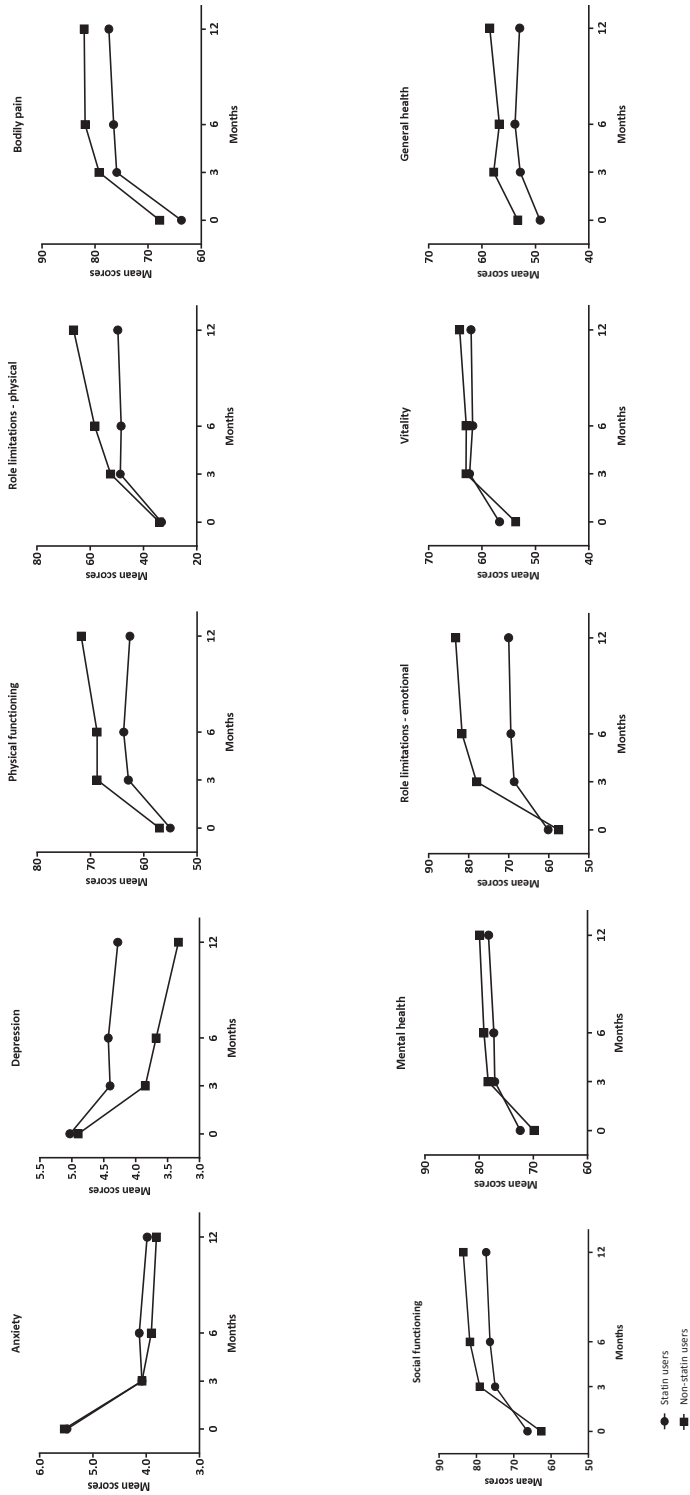 Anxiety
Mean scores
6.0
5.0
4.0
3.0
0
3
6
12
Months
Depression
Mean scores
5.5
5.0
4.5
4.0
3.5
3.0
0
3
6
12
Months
Physical functioning
Mean scores
80
70
60
50
0
3
6
12
Months
Role limitations - physical
Mean scores
80
60
40
20
0
3
6
12
Months
Bodily pain
Mean scores
90
80
70
60
0
3
6
12
Months
Social functioning
Mean scores
90
80
70
60
50
0
3
6
12
Months
Mental health
Mean scores
90
80
70
60
0
3
6
12
Months
Role limitations - emotional
Mean scores
90
80
70
60
50
0
3
6
12
Months
Vitality
Mean scores
70
60
50
40
0
3
6
12
Months
General health
Mean scores
70
60
50
40
0
3
6
12
Months
Statin users
Non-statin users